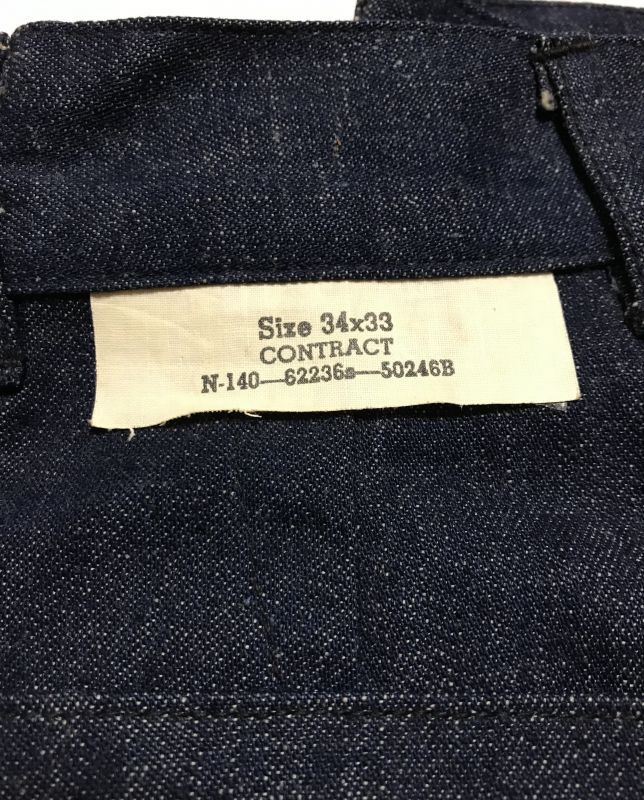 Size 34x33
CONTRACT
N-140—62236s—50246B